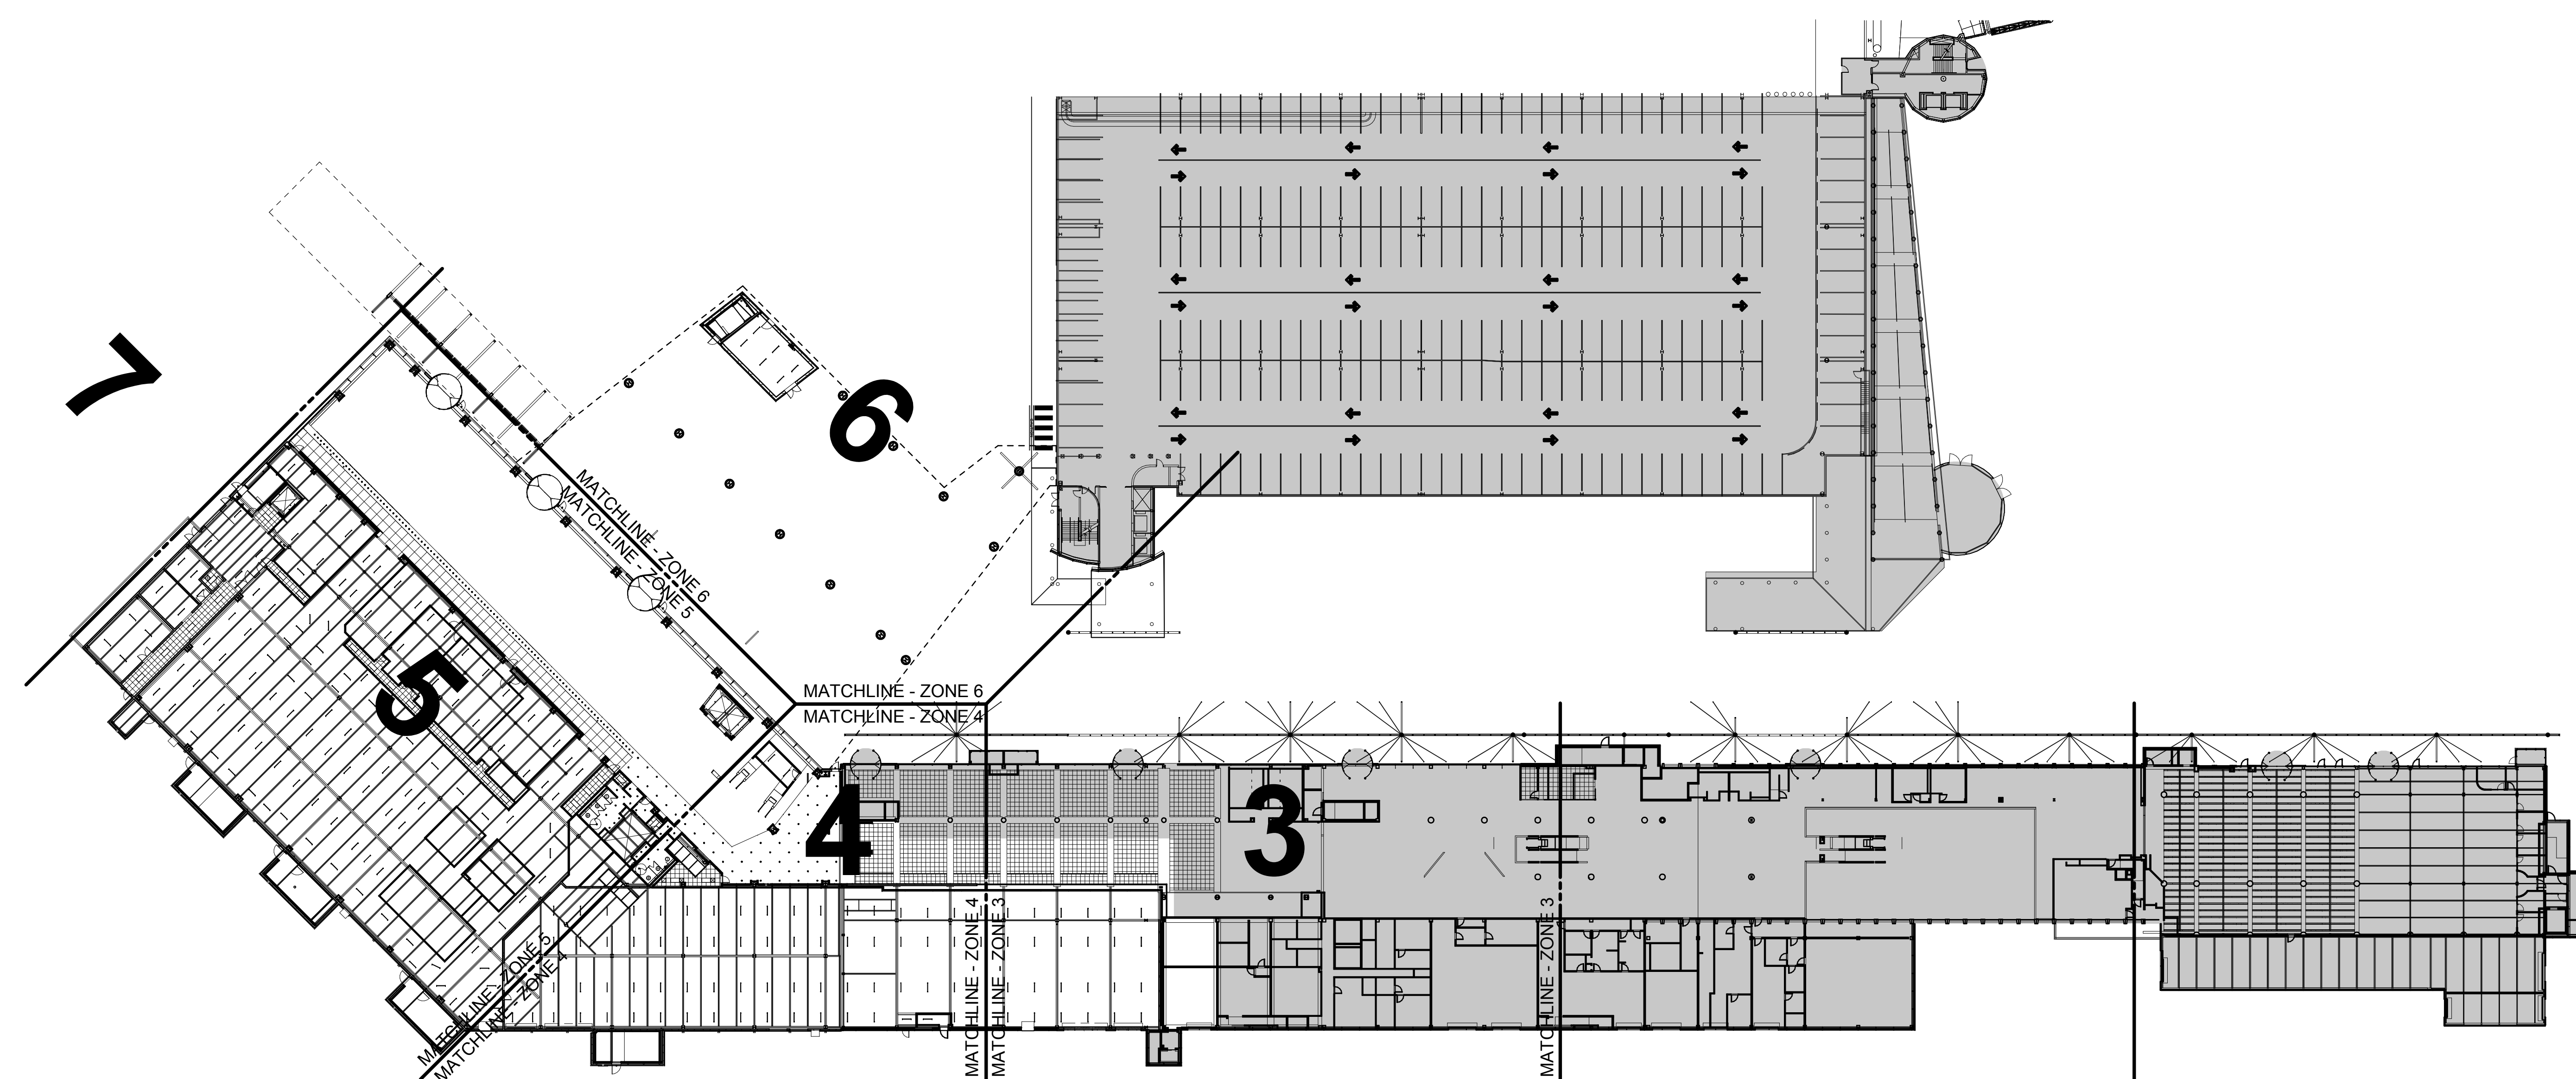 7
6
MATCHLINE - ZONE 6
MATCHLINE - ZONE 5
5
MATCHLINE - ZONE 6
MATCHLINE - ZONE 4
4
3
MATCHLINE - ZONE 5
MATCHLINE - ZONE 4
MATCHLINE - ZONE 4
MATCHLINE - ZONE 3
MATCHLINE - ZONE 3